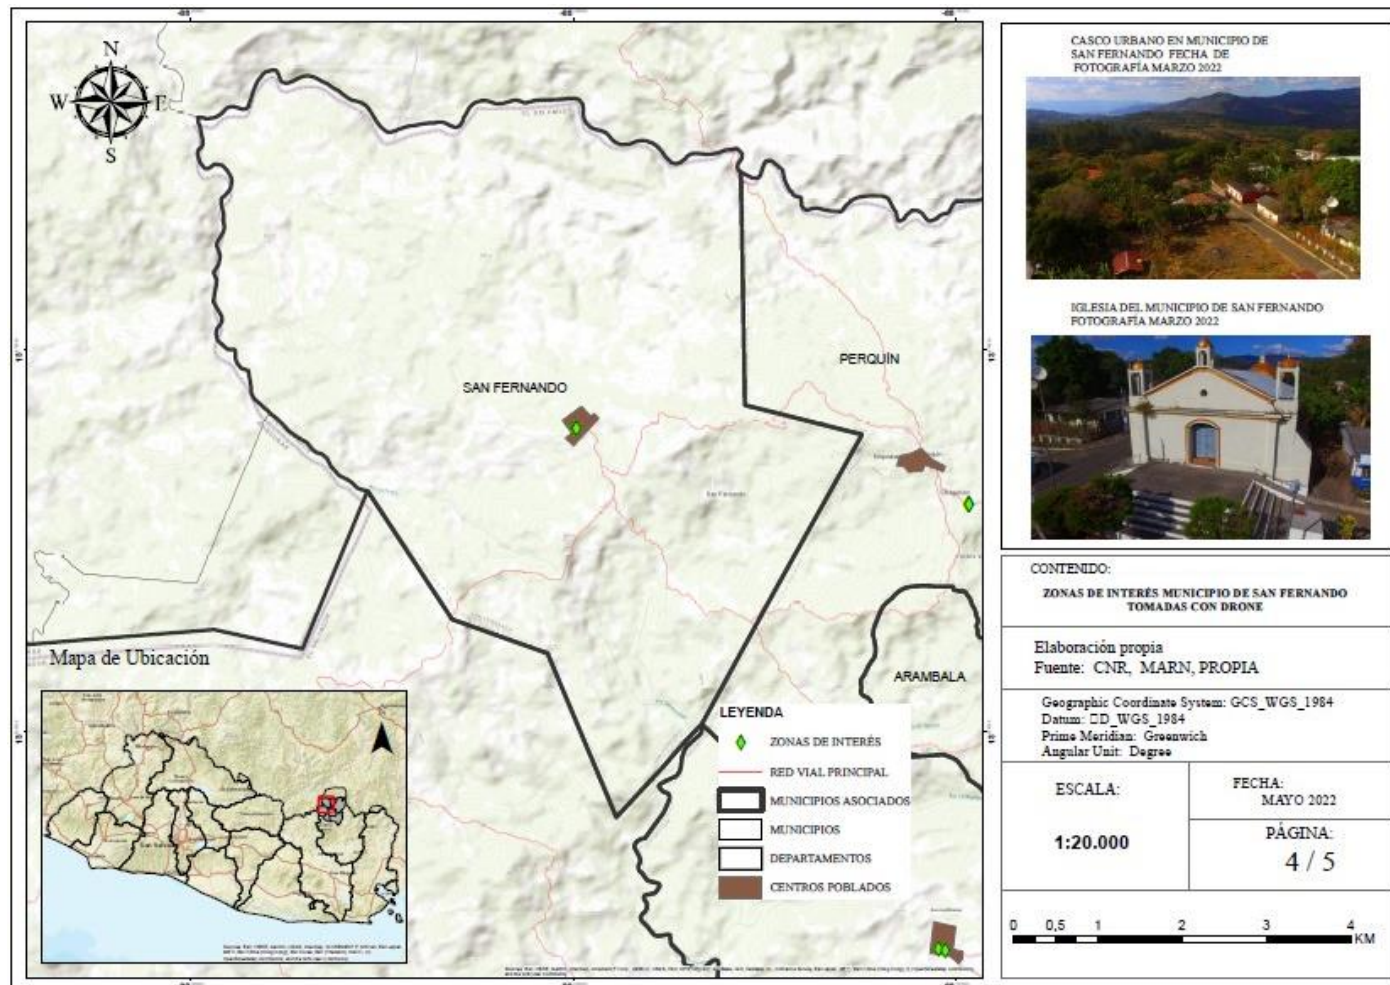 N
W
E
S
SAN FERNANDO
PERQUÍN
ARAMBALA
Mapa de Ubicación
LEYENDA
ZONAS DE INTERÉS
RED VIAL PRINCIPAL
MUNICIPIOS ASOCIADOS
MUNICIPIOS
DEPARTAMENTOS
CENTROS POBLADOS
CASCO URBANO EN MUNICIPIO DE
SAN FERNANDO FECHA DE
FOTOGRAFÍA MARZO 2022
IGLESIA DEL MUNICIPIO DE SAN FERNANDO
FOTOGRAFÍA MARZO 2022
CONTENIDO:
ZONAS DE INTERÉS MUNICIPIO DE SAN FERNANDO
TOMADAS CON DRONE
Elaboración propia
Fuente: CNR, MARN, PROPIA
Geographic Coordinate System: GCS_WGS_1984
Datum: D_WGS_1984
Prime Meridian: Greenwich
Angular Unit: Degree
ESCALA:
1:20.000
FECHA:
MAYO 2022
PÁGINA:
4 / 5
0 0,5 1 2 3 4
KM